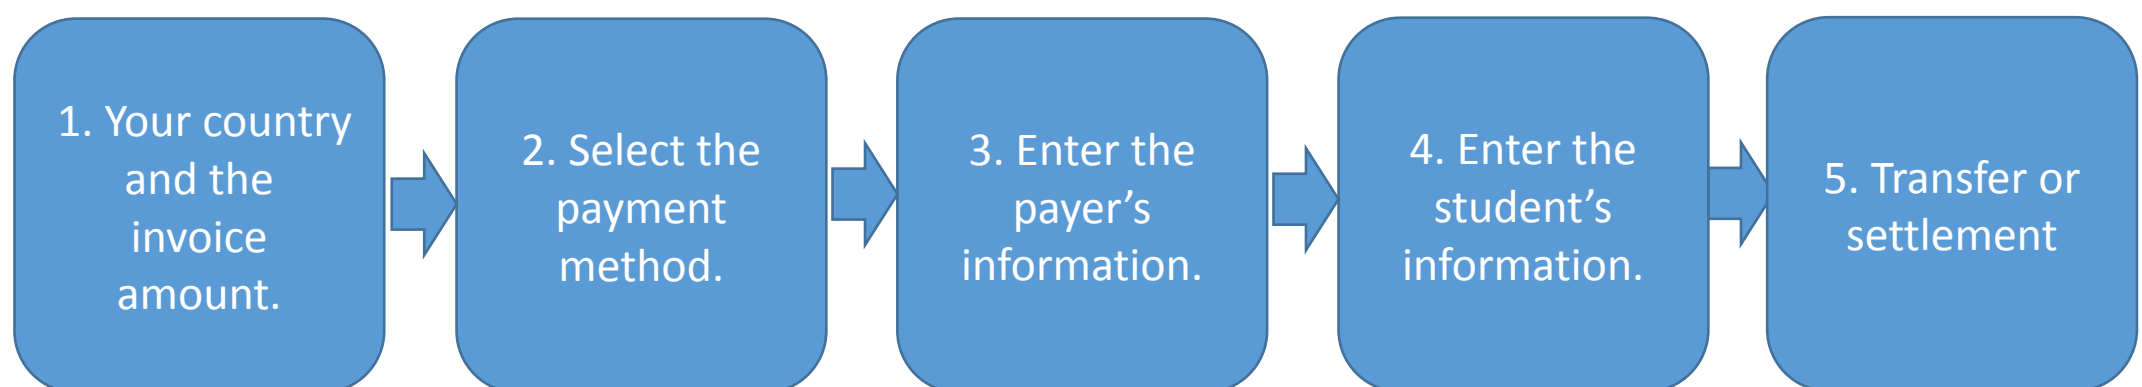 1. Your country
and the
invoice
amount.
2. Select the
payment
method.
3. Enter the
payer’s
information.
4. Enter the
student’s
information.
5. Transfer or
settlement